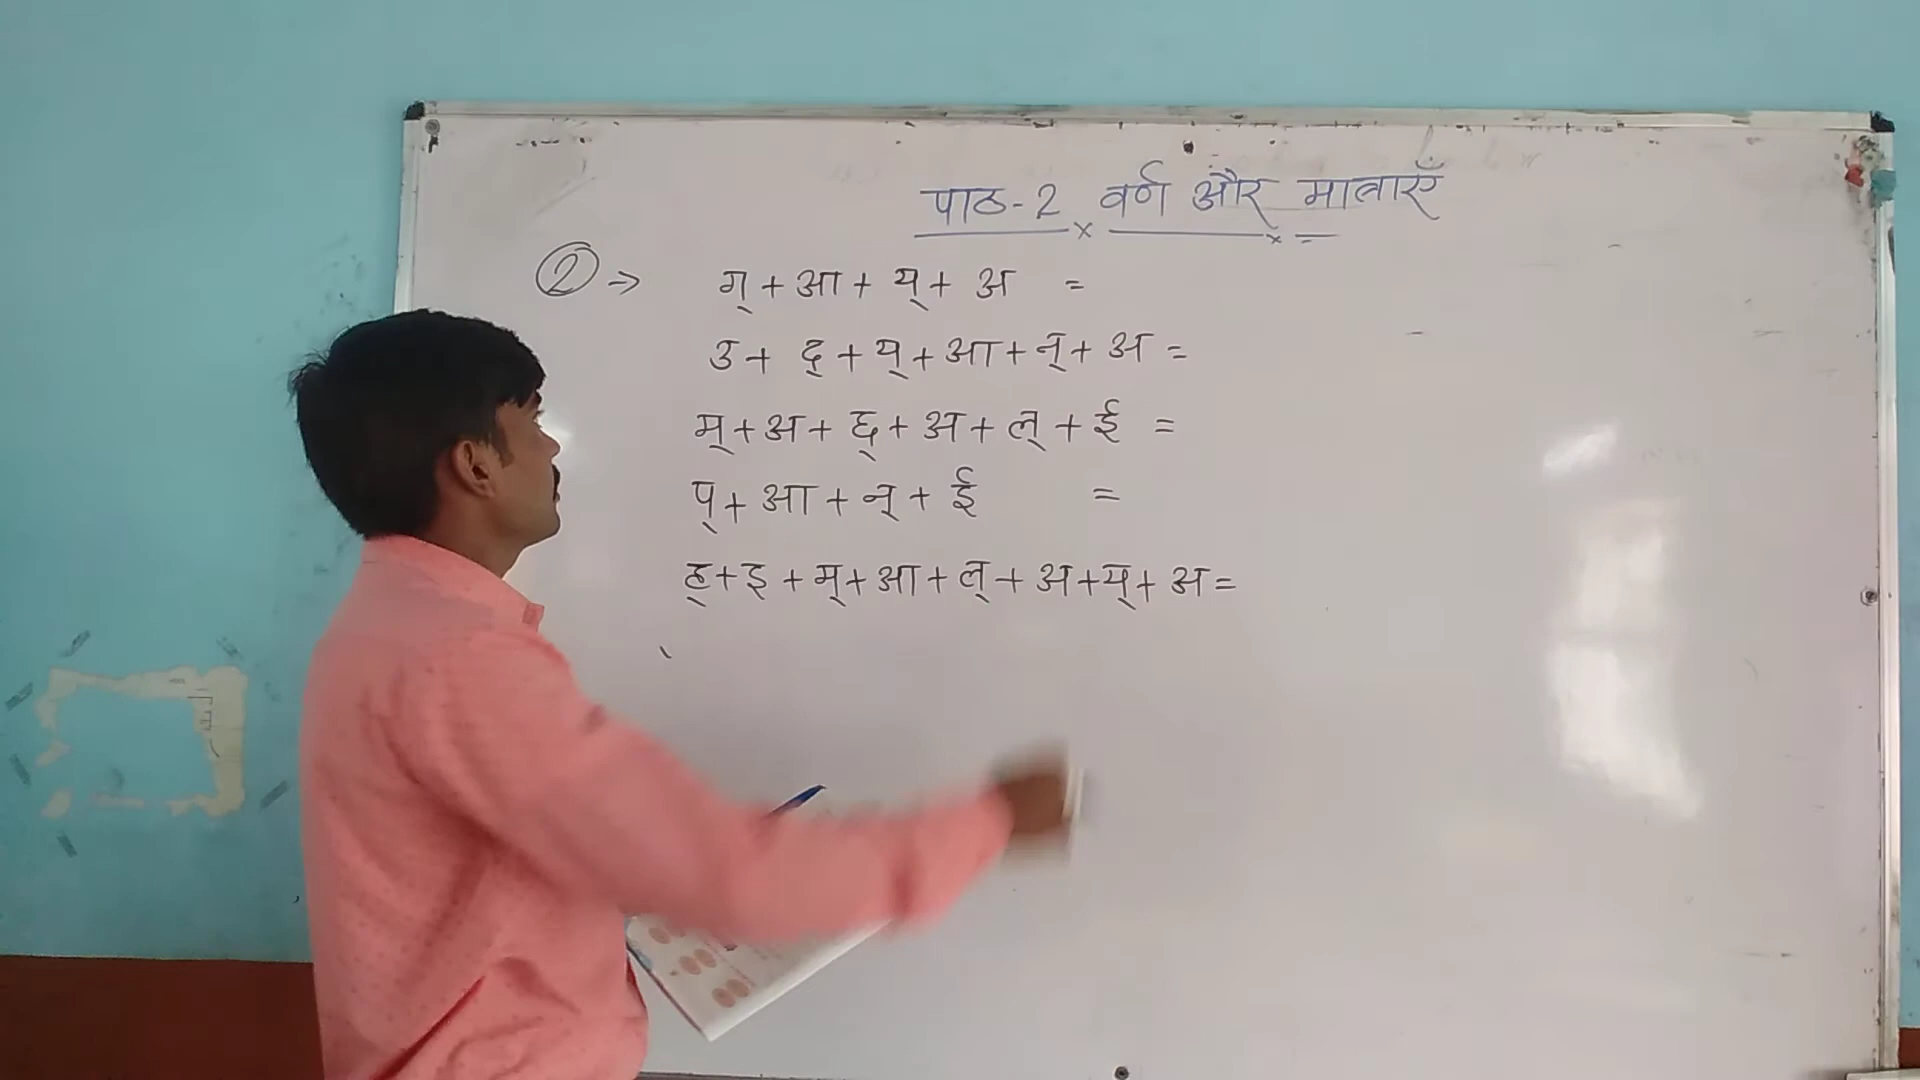 पाठ-2 वर्ण और मात्राएँ
② → ग् + आ + य् + अ =
उ + द् + य् + आ + न् + अ =
म् + अ + छ् + अ + ल् + ई =
प् + आ + न् + ई =
ह् + इ + म् + आ + ल् + अ + य् + अ =